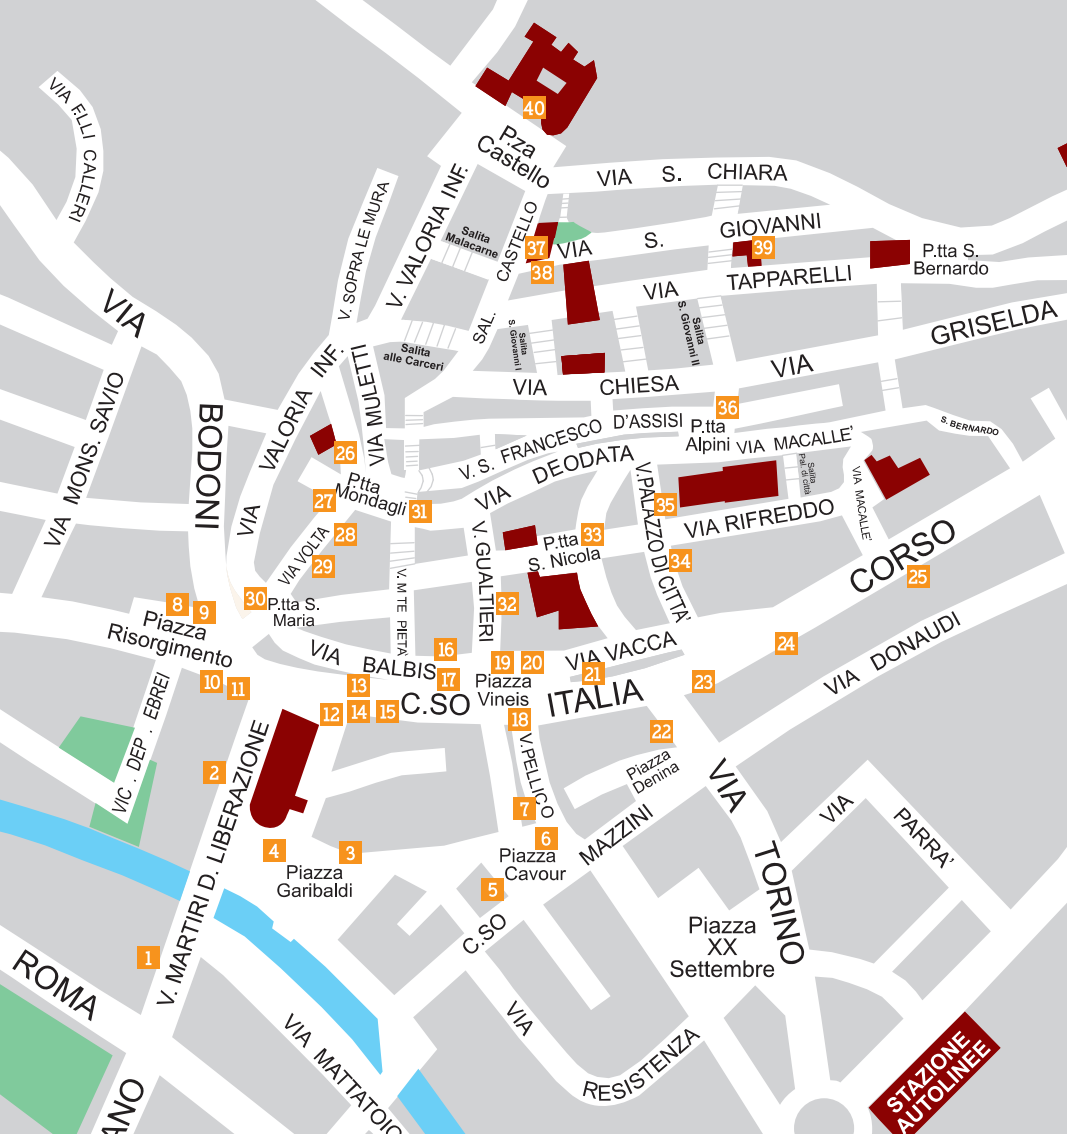 40
P.za
Castello
VIA S. CHIARA
VIA F.LLI CALLERI
V. SOPRA LE MURA
V. VALORIA INF.
Salita
Malacarne
SAL. CASTELLO
37
38
VIA S. GIOVANNI
39
P.tta S.
Bernardo
VIA TAPPARELLI
VIA
BODONI
Salita
alle Carceri
Salita
S. Giovanni I
Salita
S. Giovanni II
VIA GRISELDA
VIA CHIESA
VIA MONS. SAVIO
VIA VALORIA INF.
VIA MULETTI
26
36
V. S. FRANCESCO D'ASSISI
P.tta
Alpini
VIA MACALLE'
S. BERNARDO
VIA DEODATA
27
P.tta
Mondagli
31
Salita
Pal. di città
VIA MACALLE'
35
VIA RIFREDDO
V. PALAZZO DI CITTA'
28
VIA VOLTA
29
V. GUALTIERI
33
P.tta
S. Nicola
34
CORSO
25
V. M TE PIETA'
30
P.tta S.
Maria
32
8
9
Piazza
Risorgimento
VIA BALBIS
16
19
20
VIA VACCA
24
VIA DONAUDI
10
11
13
17
Piazza
Vineis
21
23
12
14
15
C.SO
ITALIA
18
22
VIC . DEP . EBREI
2
V. PELLICO
Piazza
Denina
VIA TORINO
V. MARTIRI D. LIBERAZIONE
7
6
C.SO MAZZINI
VIA PARRA'
4
3
Piazza
Garibaldi
Piazza
Cavour
5
Piazza
XX
Settembre
1
ROMA
VIA MATTATOIO
VIA RESISTENZA
STAZIONE
AUTOLINEE
ANO